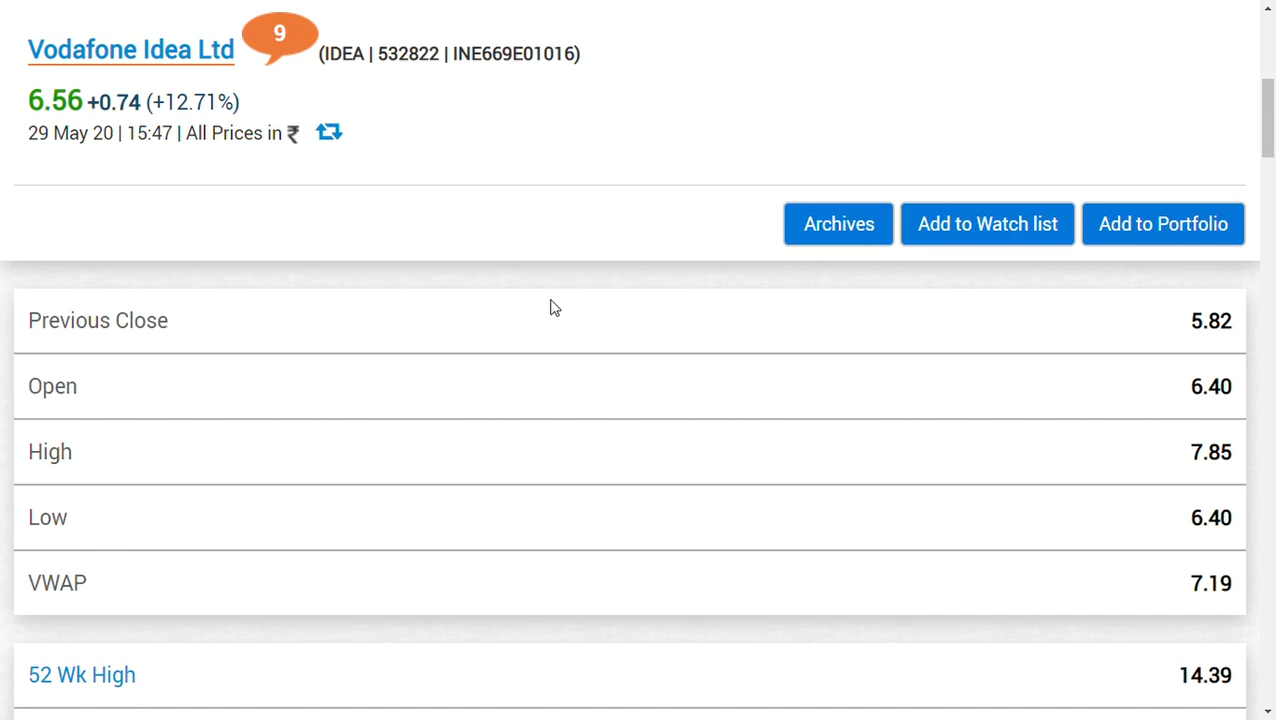 Vodafone Idea Ltd 9 (IDEA | 532822 | INE669E01016)
6.56 +0.74 (+12.71%)
29 May 20 | 15:47 | All Prices in ₹
Archives Add to Watch list Add to Portfolio
Previous Close 5.82
Open 6.40
High 7.85
Low 6.40
VWAP 7.19
52 Wk High 14.39